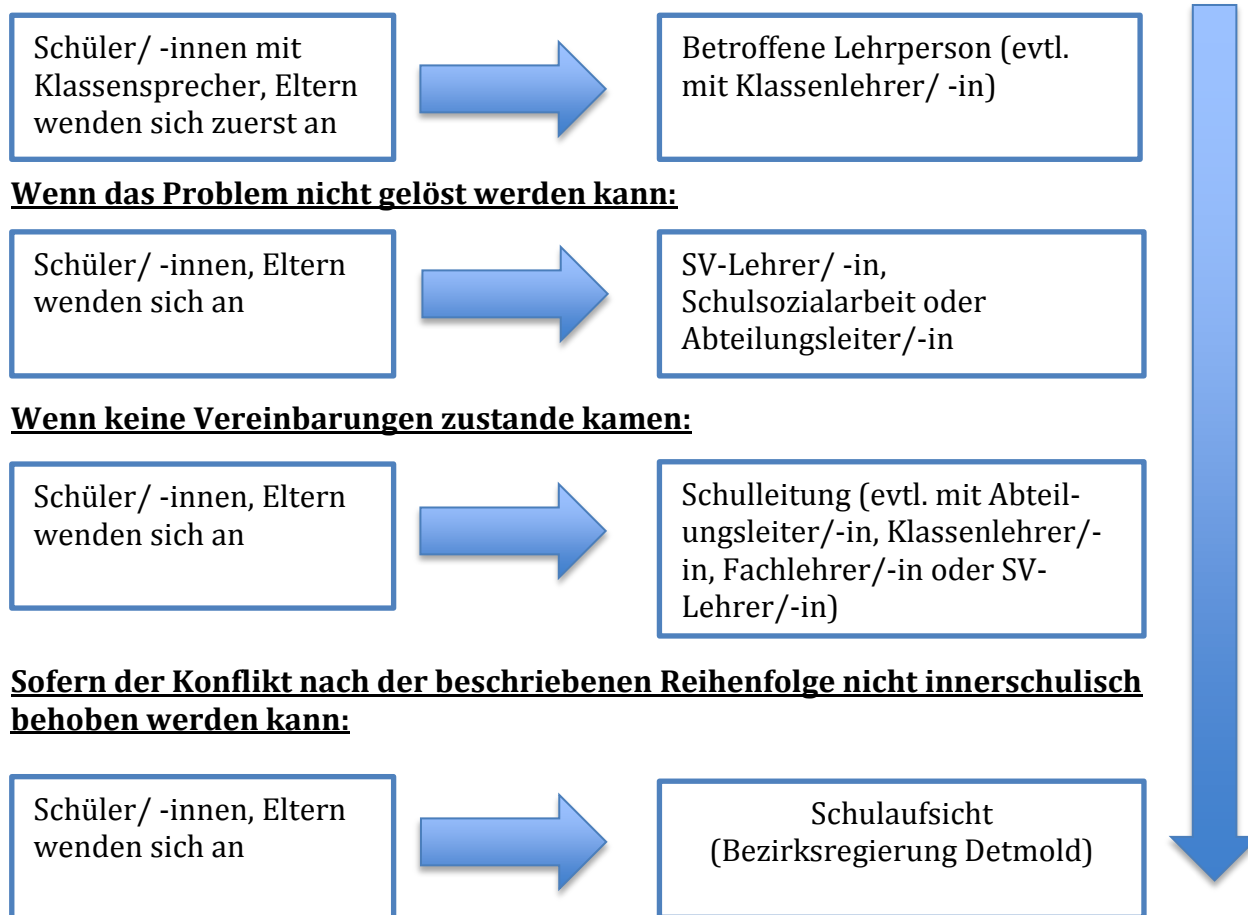 Schüler/ -innen mit
Klassensprecher, Eltern
wenden sich zuerst an
Betroffene Lehrperson (evtl.
mit Klassenlehrer/ -in)
Wenn das Problem nicht gelöst werden kann:
Schüler/ -innen, Eltern
wenden sich an
SV-Lehrer/ -in,
Schulsozialarbeit oder
Abteilungsleiter/-in
Wenn keine Vereinbarungen zustande kamen:
Schüler/ -innen, Eltern
wenden sich an
Schulleitung (evtl. mit Abteil-
ungsleiter/-in, Klassenlehrer/-
in, Fachlehrer/-in oder SV-
Lehrer/-in)
Sofern der Konflikt nach der beschriebenen Reihenfolge nicht innerschulisch
behoben werden kann:
Schüler/ -innen, Eltern
wenden sich an
Schulaufsicht
(Bezirksregierung Detmold)